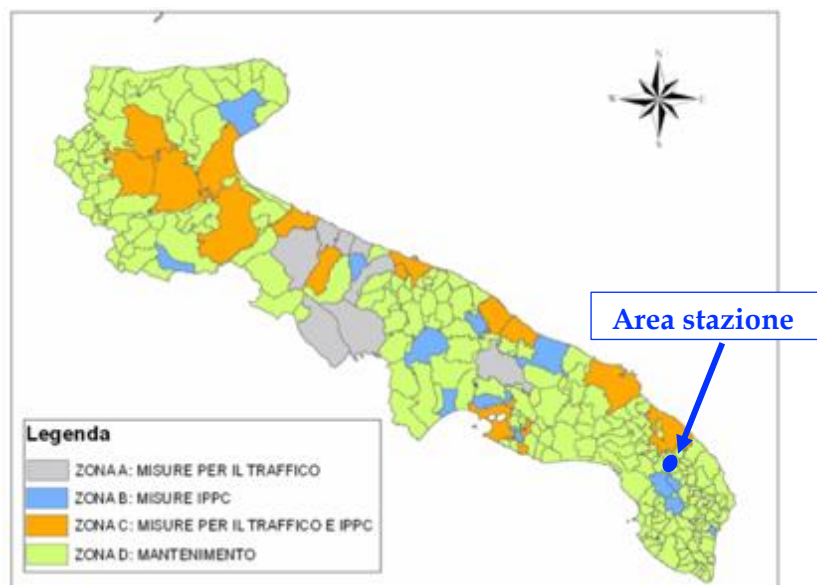 N
W
E
S
Area stazione
Legenda
ZONA A: MISURE PER IL TRAFFICO
ZONA B: MISURE IPPC
ZONA C: MISURE PER IL TRAFFICO E IPPC
ZONA D: MANTENIMENTO